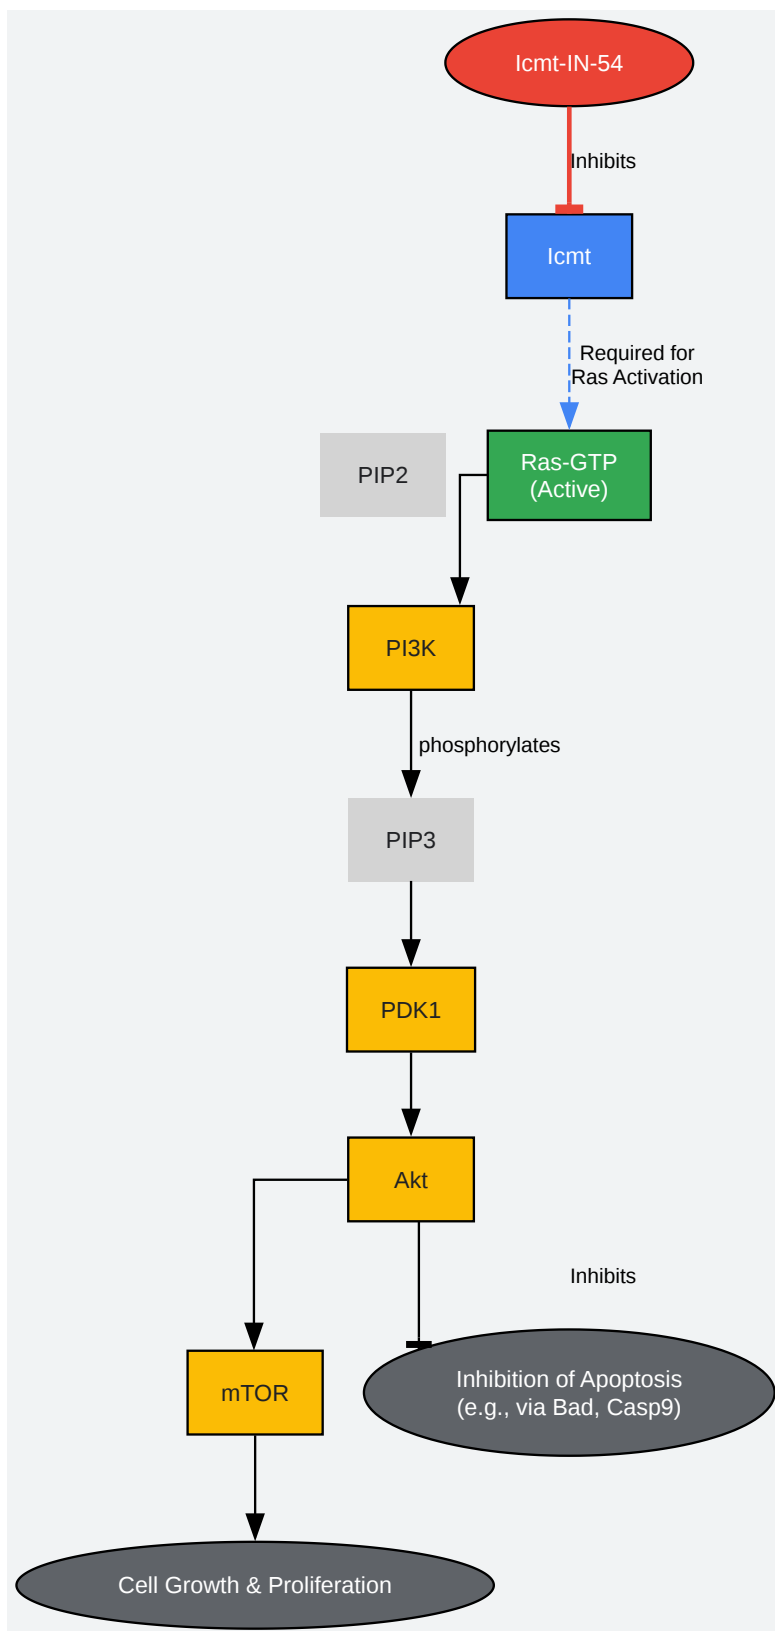 Icmt-IN-54
Inhibits
Icmt
Required for
Ras Activation
PIP2
Ras-GTP
(Active)
PI3K
phosphorylates
PIP3
PDK1
Akt
Inhibits
mTOR
Inhibition of Apoptosis
(e.g., via Bad, Casp9)
Cell Growth & Proliferation